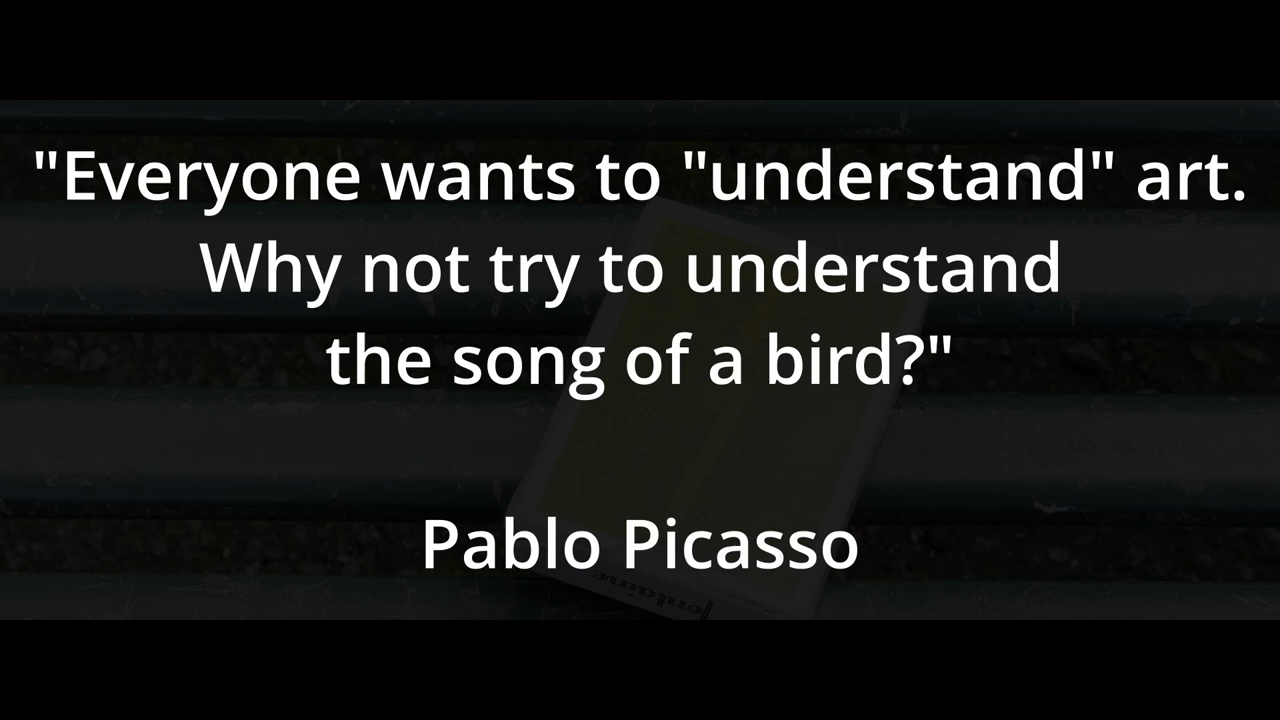 "Everyone wants to "understand" art.
Why not try to understand
the song of a bird?"
Pablo Picasso